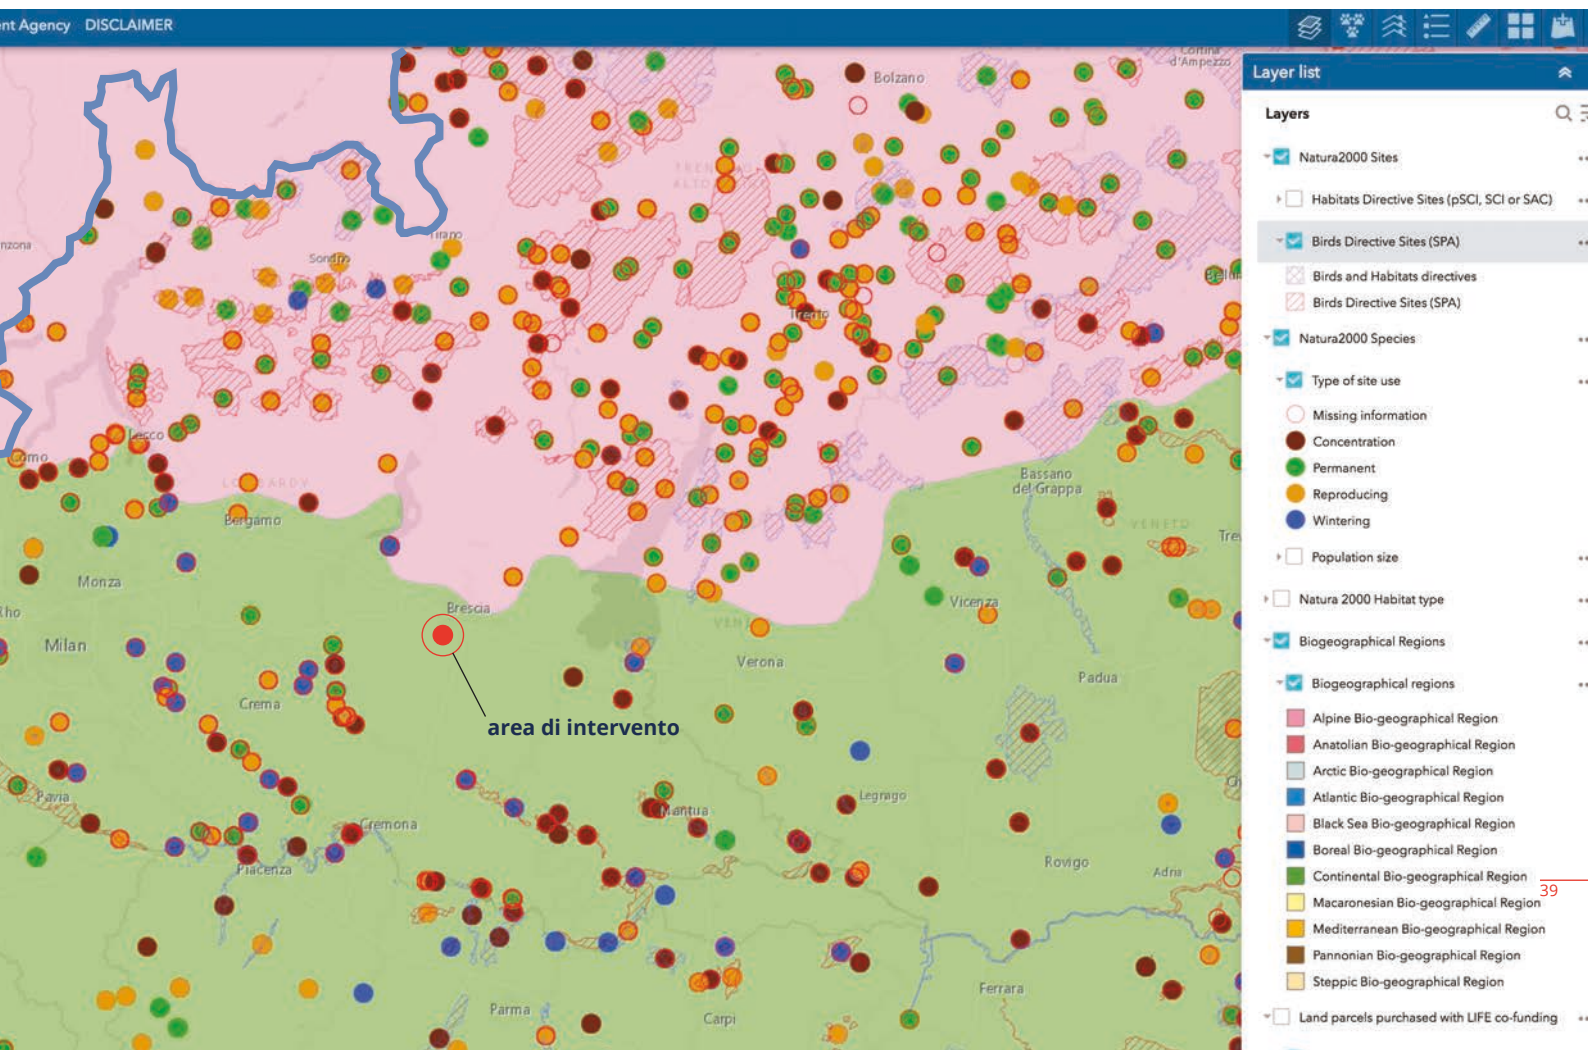 nt Agency DISCLAIMER
Layer list
Layers
Natura2000 Sites
Habitats Directive Sites (pSCI, SCI or SAC)
Birds Directive Sites (SPA)
Birds and Habitats directives
Birds Directive Sites (SPA)
Natura2000 Species
Type of site use
Missing information
Concentration
Permanent
Reproducing
Wintering
Population size
Natura 2000 Habitat type
Biogeographical Regions
Biogeographical regions
Alpine Bio-geographical Region
Anatolian Bio-geographical Region
Arctic Bio-geographical Region
Atlantic Bio-geographical Region
Black Sea Bio-geographical Region
Boreal Bio-geographical Region
Continental Bio-geographical Region
39
Macaronesian Bio-geographical Region
Mediterranean Bio-geographical Region
Pannonian Bio-geographical Region
Steppic Bio-geographical Region
Land parcels purchased with LIFE co-funding
Cortina
d'Ampezzo
Bolzano
Tirano
nzona
Sondrio
Trento
Lecco
Como
LOMBARDY
Bergamo
Bassano
del Grappa
VENETO
Tre
Monza
Brescia
Vicenza
Milan
Verona
Padua
Crema
area di intervento
Pavia
Mantua
Legnago
Cremona
Piacenza
Rovigo
Adria
Ferrara
Parma
Carpi